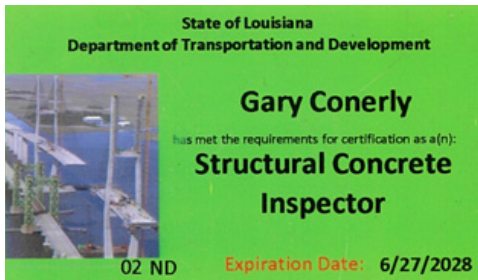 State of Louisiana
Department of Transportation and Development
Gary Conerly
has met the requirements for certification as a(n):
Structural Concrete
Inspector
02 ND
Expiration Date: 6/27/2028